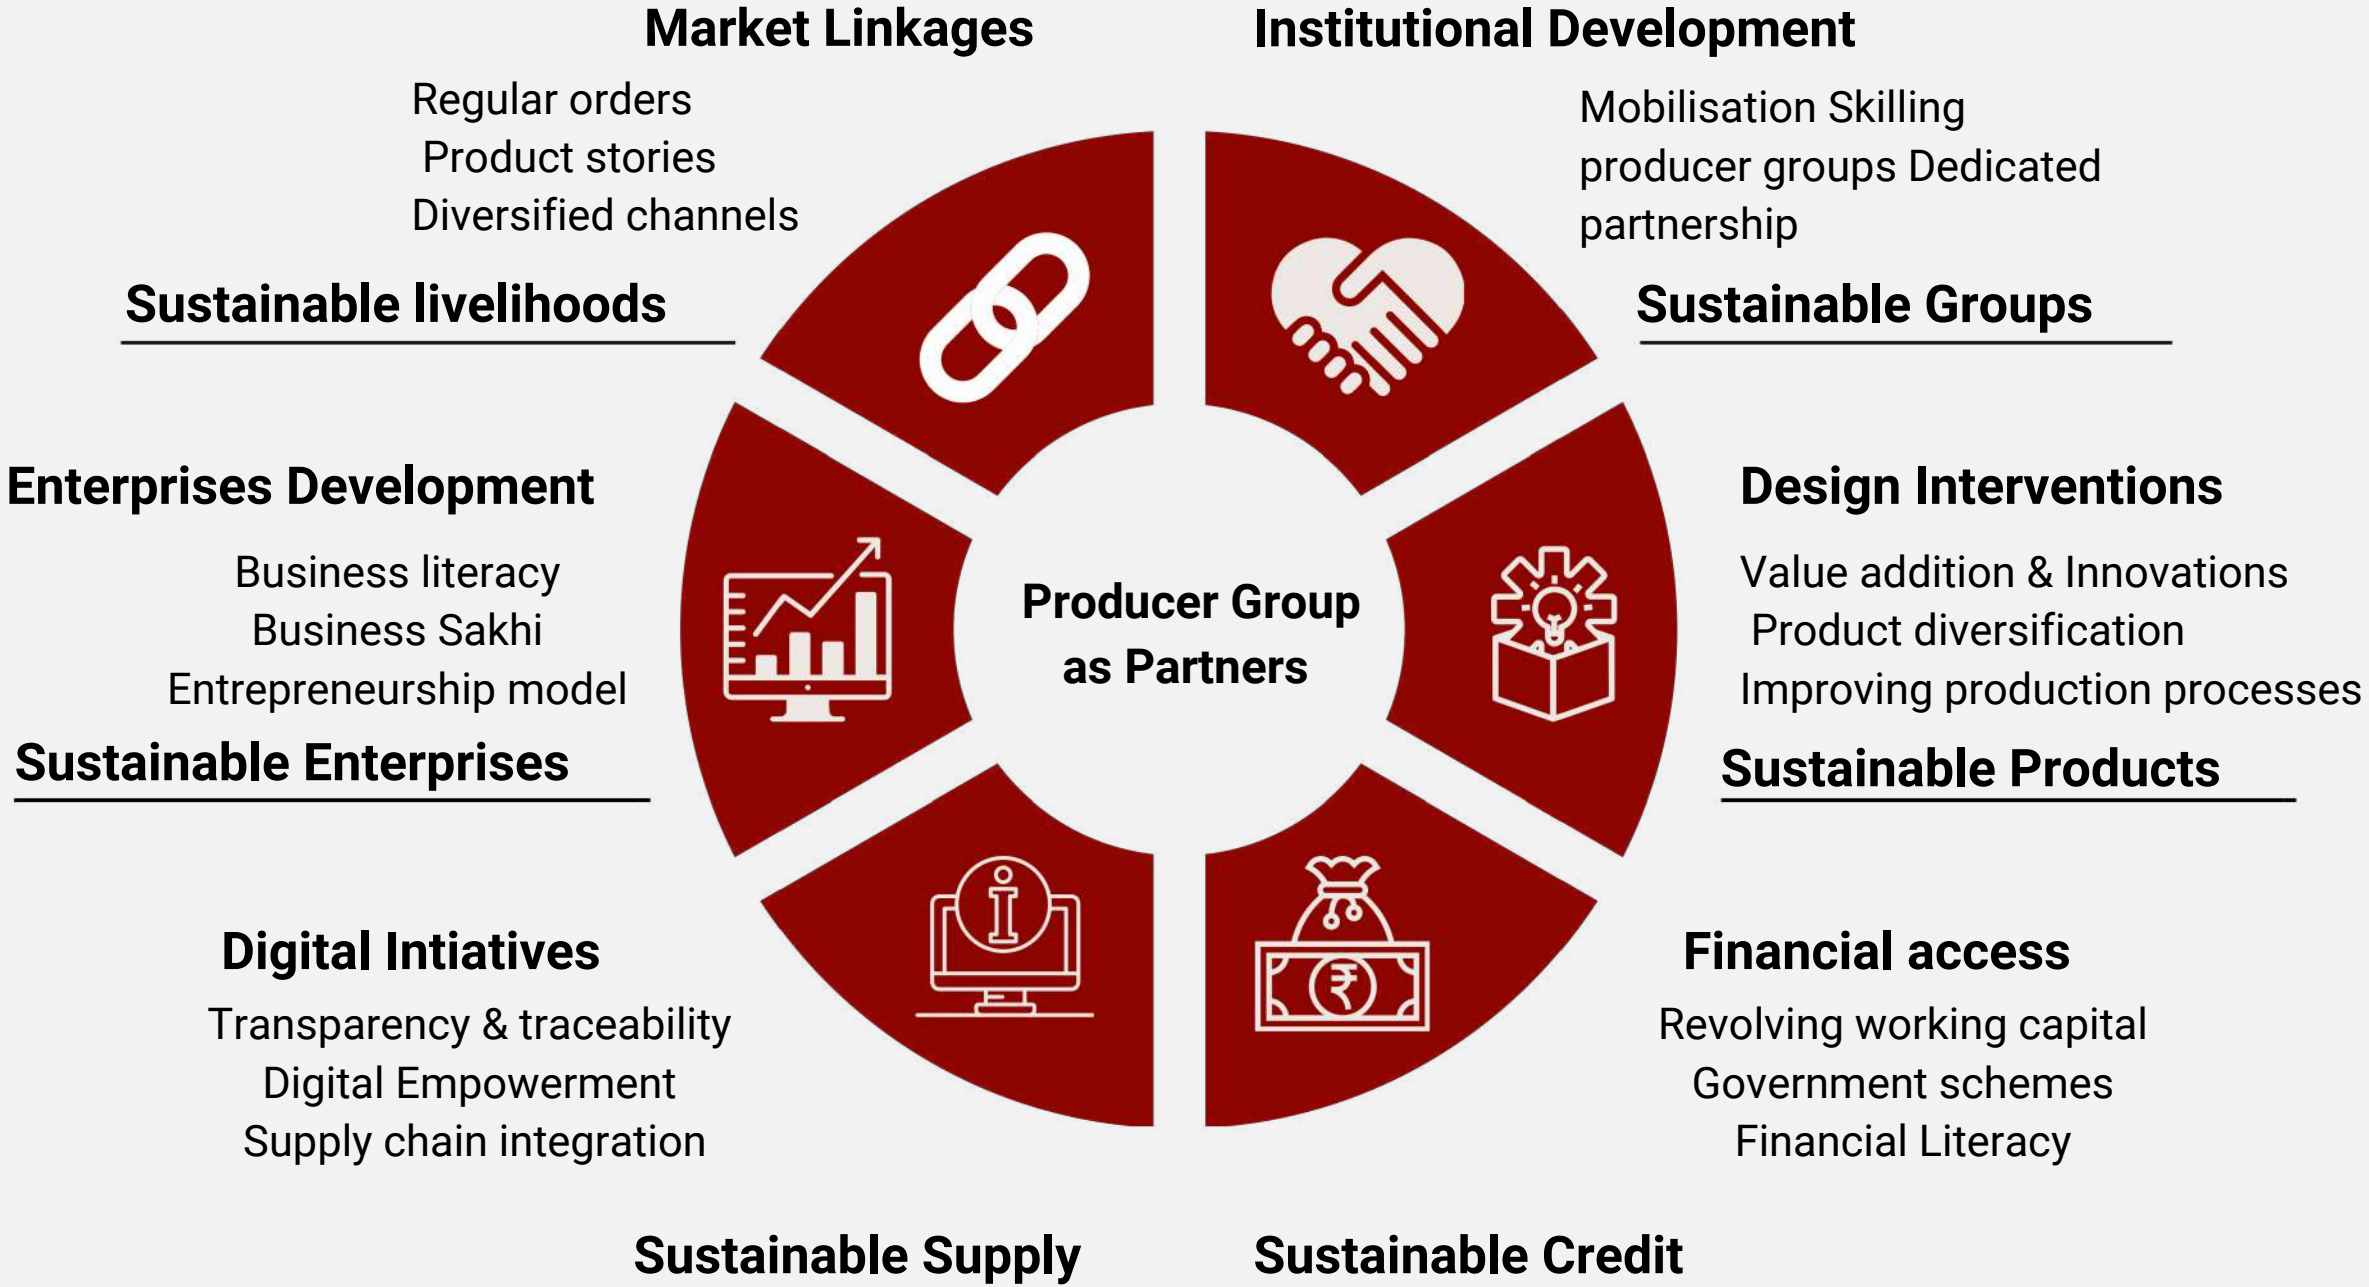 Market Linkages
Regular orders
Product stories
Diversified channels
Sustainable livelihoods
Institutional Development
Mobilisation Skilling
producer groups Dedicated
partnership
Sustainable Groups
Enterprises Development
Business literacy
Business Sakhi
Entrepreneurship model
Sustainable Enterprises
Producer Group
as Partners
Design Interventions
Value addition & Innovations
Product diversification
Improving production processes
Sustainable Products
Digital Intiatives
Transparency & traceability
Digital Empowerment
Supply chain integration
Sustainable Supply
i
₹
Financial access
Revolving working capital
Government schemes
Financial Literacy
Sustainable Credit